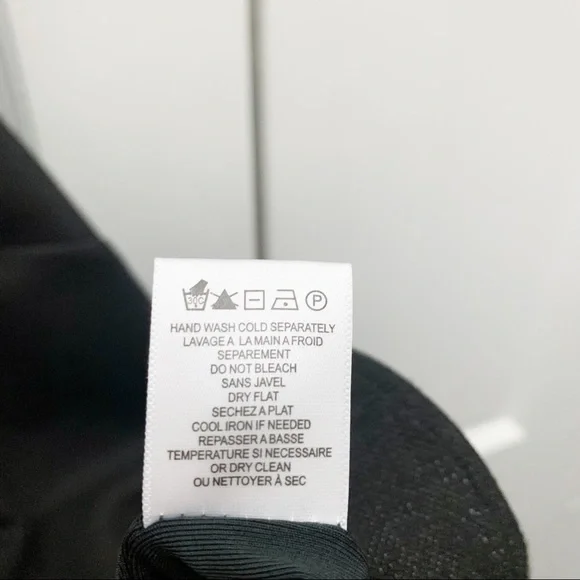 30C P
HAND WASH COLD SEPARATELY
LAVAGE A LA MAIN A FROID
SEPAREMENT
DO NOT BLEACH
SANS JAVEL
DRY FLAT
SECHEZ A PLAT
COOL IRON IF NEEDED
REPASSER A BASSE
TEMPERATURE SI NECESSAIRE
OR DRY CLEAN
OU NETTOYER À SEC